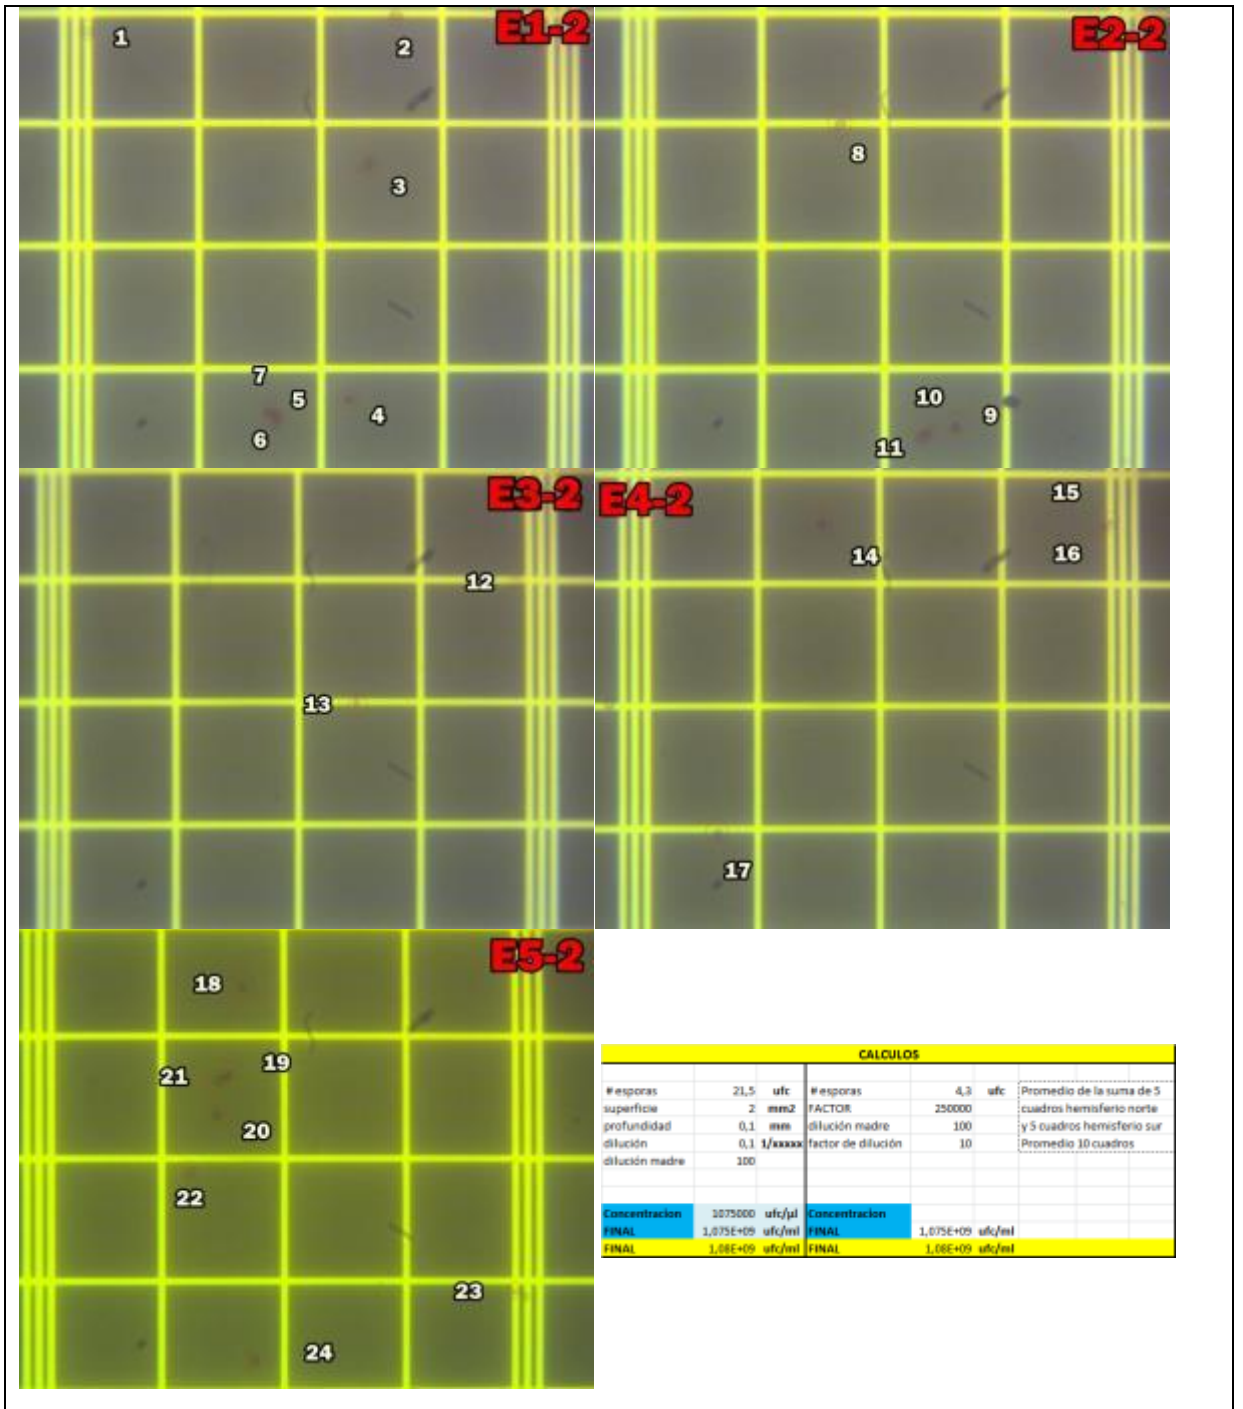 E1-2
1
2
3
7
5
4
6
E2-2
8
10
9
11
E3-2
12
13
E4-2
15
14
16
17
E5-2
18
19
21
20
22
23
24
CALCULOS
#esporas 21,5 ufc #esporas 4,3 ufc Promedio de la suma de 5
superficie 2 mm2 FACTOR 250000 cuadros hemisferio norte
profundidad 0,1 mm dilución madre 100 y 5 cuadros hemisferio sur
dilución 0,1 1/xxxxx factor de dilución 10 Promedio 10 cuadros
dilución madre 100
Concentracion 1075000 ufc/µl Concentracion
FINAL 1,075E+09 ufc/ml FINAL 1,075E+09 ufc/ml
FINAL 1,08E+09 ufc/ml FINAL 1,08E+09 ufc/ml